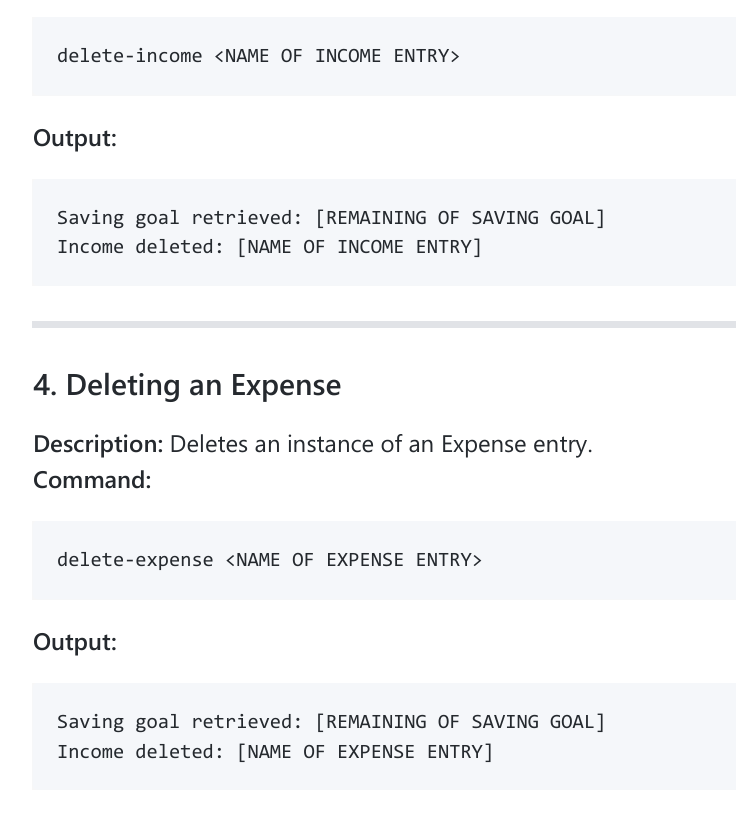 delete-income <NAME OF INCOME ENTRY>
Output:
Saving goal retrieved: [REMAINING OF SAVING GOAL]
Income deleted: [NAME OF INCOME ENTRY]
4. Deleting an Expense
Description: Deletes an instance of an Expense entry.
Command:
delete-expense <NAME OF EXPENSE ENTRY>
Output:
Saving goal retrieved: [REMAINING OF SAVING GOAL]
Income deleted: [NAME OF EXPENSE ENTRY]